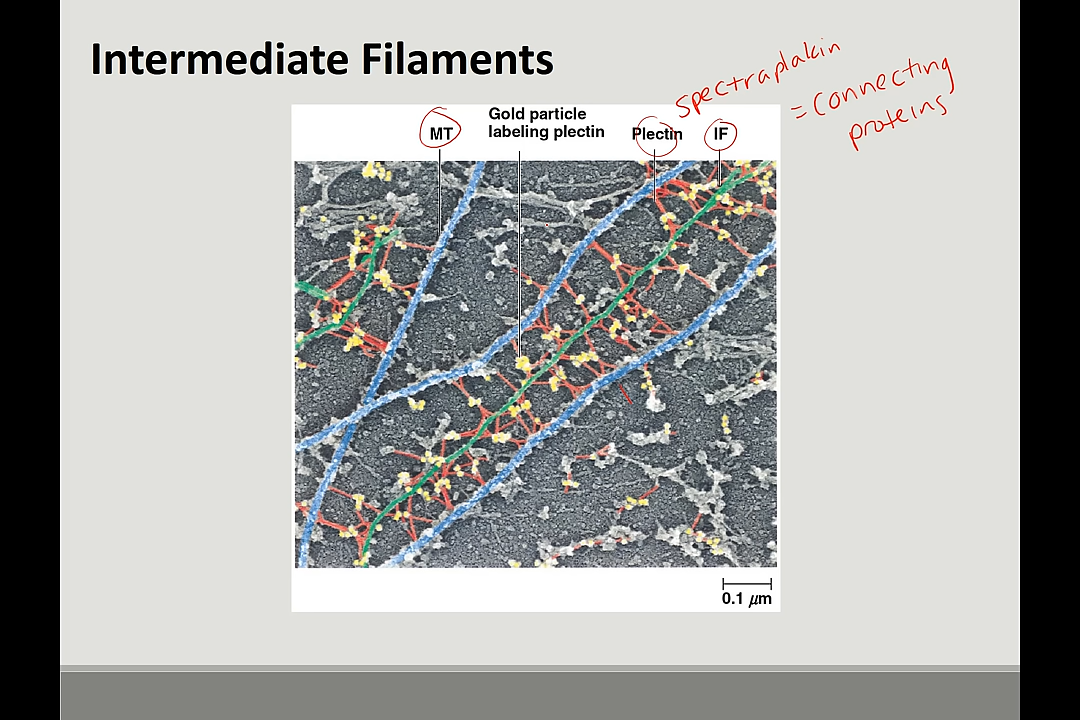 Intermediate Filaments
spectraplakin
= connecting
proteins
Gold particle
labeling plectin
MT
Plectin
IF
0.1 μm